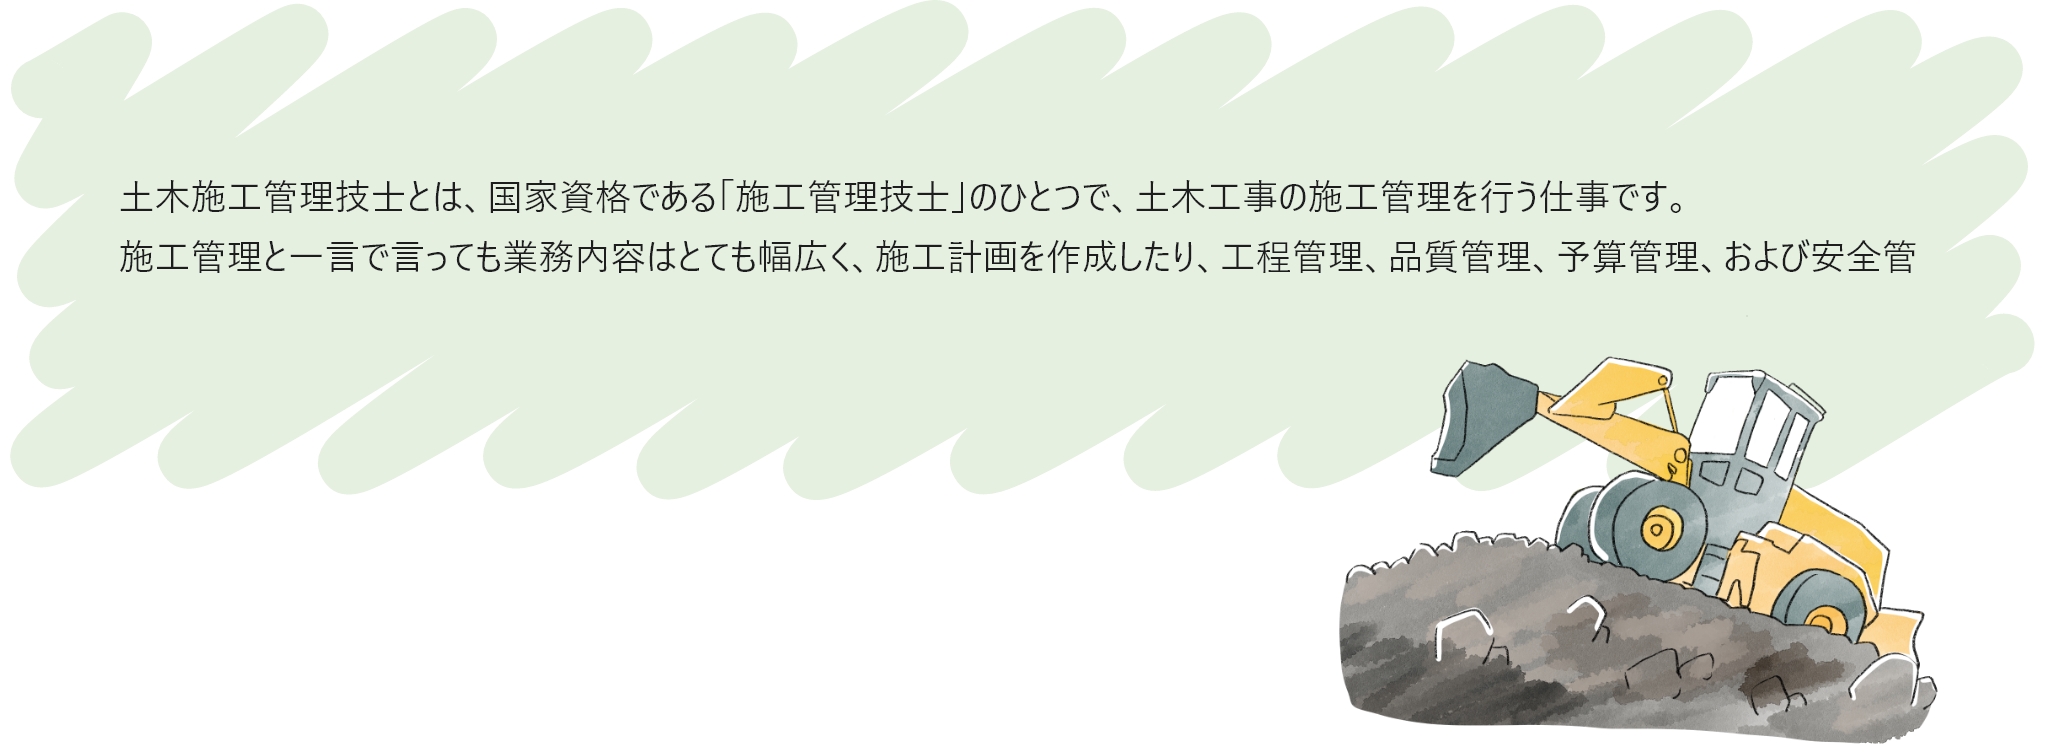 土木施工管理技士とは、国家資格である「施工管理技士」のひとつで、土木工事の施工管理を行う仕事です。
施工管理と一言で言っても業務内容はとても幅広く、施工計画を作成したり、工程管理、品質管理、予算管理、および安全管